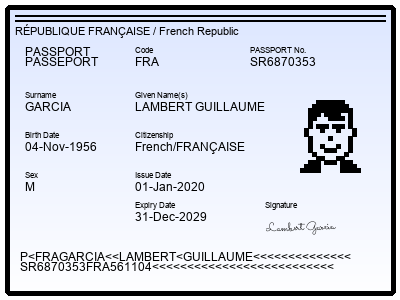 RÉPUBLIQUE FRANÇAISE / French Republic
PASSPORT
PASSEPORT
Code
FRA
PASSPORT No.
SR6870353
Surname
GARCIA
Given Name(s)
LAMBERT GUILLAUME
Birth Date
04-Nov-1956
Citizenship
French/FRANÇAISE
Sex
M
Issue Date
01-Jan-2020
Expiry Date
31-Dec-2029
Signature
Lambert Garcia
P<FRAGARCIA<<LAMBERT<GUILLAUME<<<<<<<<<<<<<<
SR6870353FRA561104<<<<<<<<<<<<<<<<<<<<<<<<<<